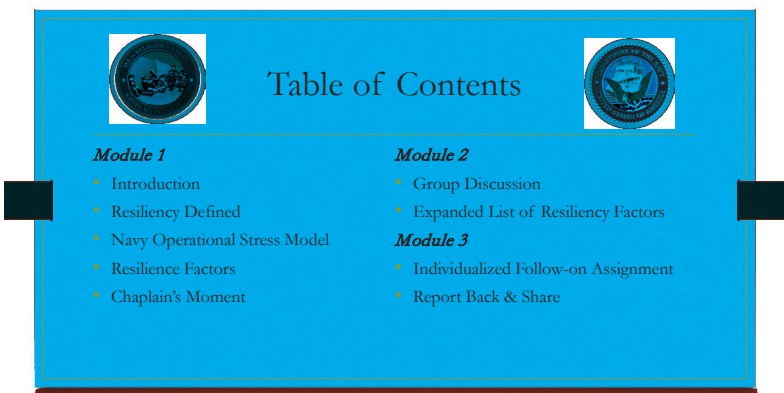 Table of Contents
Module 1
Introduction
Resiliency Defined
Navy Operational Stress Model
Resilience Factors
Chaplain's Moment
Module 2
Group Discussion
Expanded List of Resiliency Factors
Module 3
Individualized Follow-on Assignment
Report Back & Share